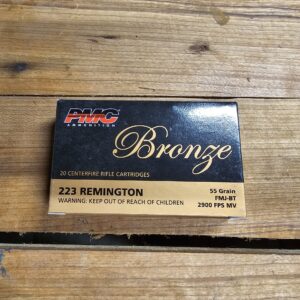 PMC
AMMUNITION
Bronze
20 CENTERFIRE RIFLE CARTRIDGES
223 REMINGTON
WARNING: KEEP OUT OF REACH OF CHILDREN
55 Grain
FMJ-BT
2900 FPS MV